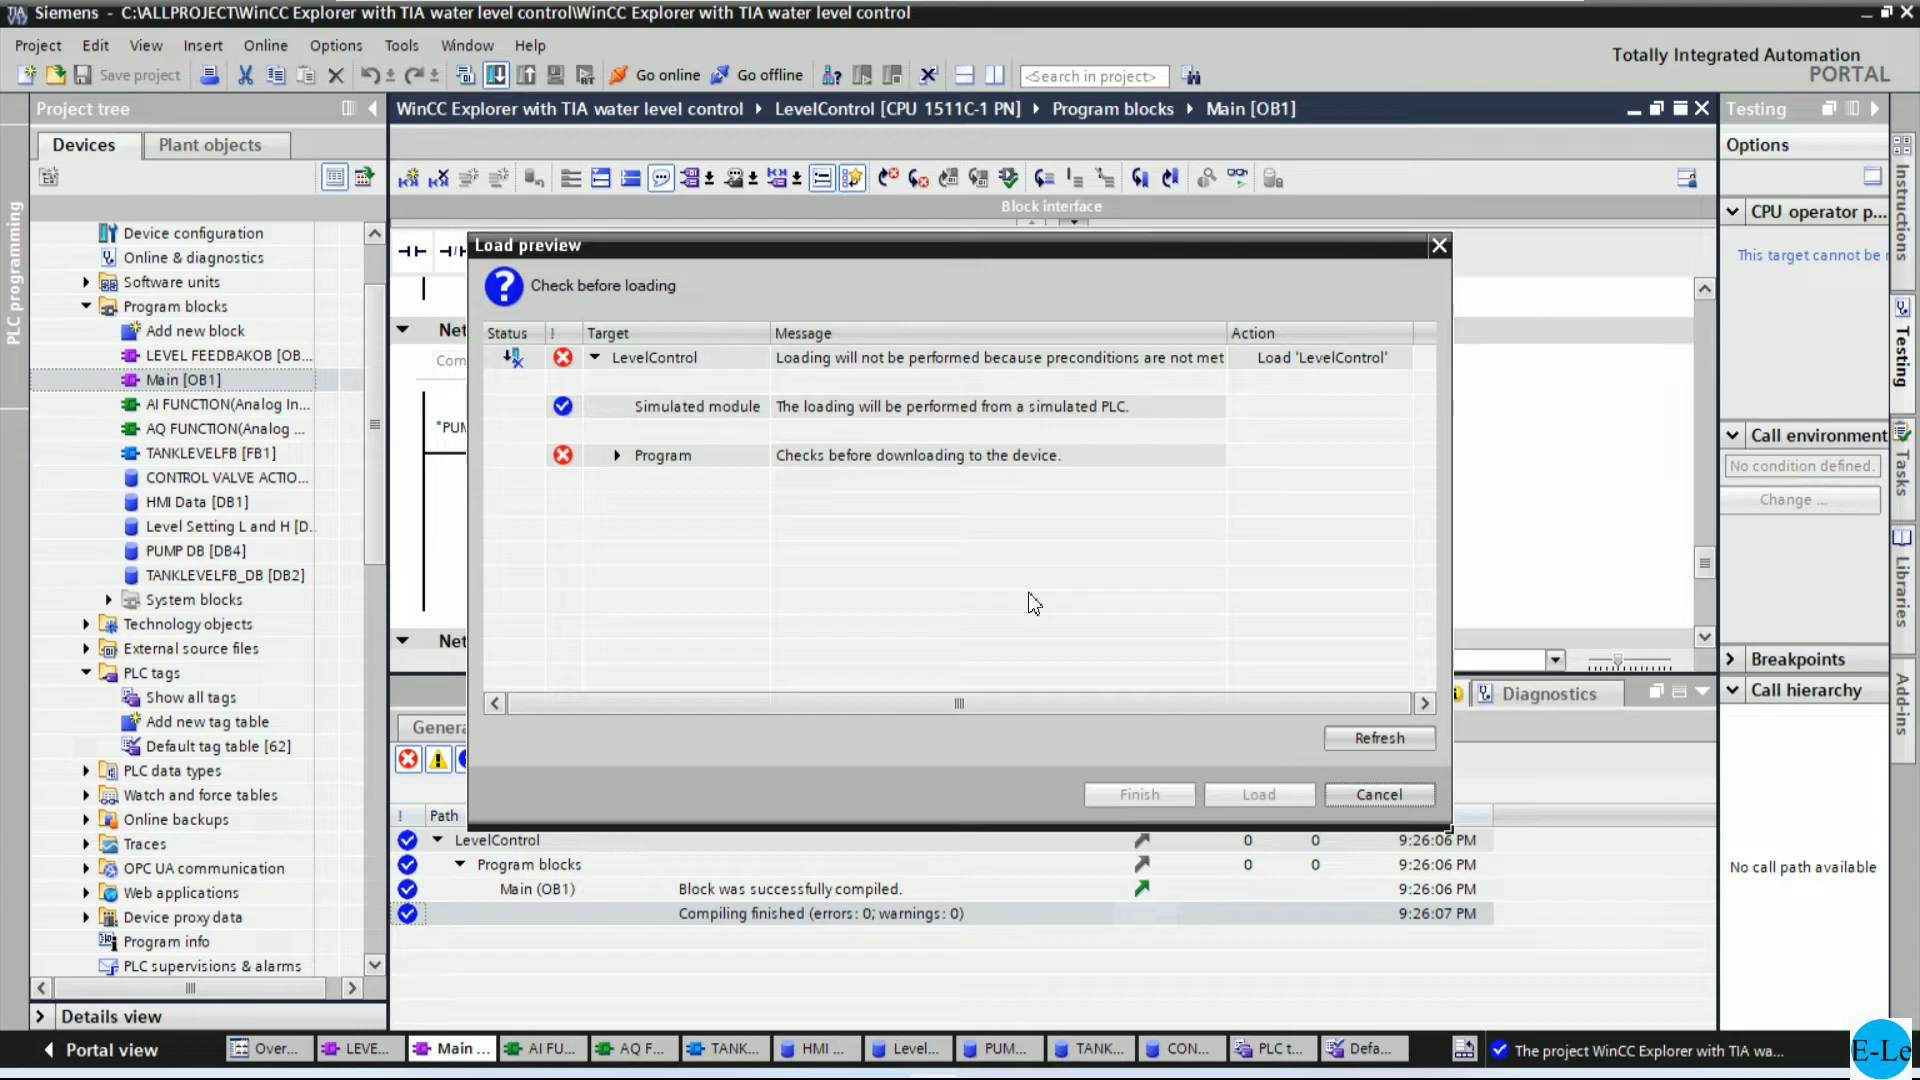 Siemens - C:\ALLPROJECT\WinCC Explorer with TIA water level control\WinCC Explorer with TIA water level control
Project Edit View Insert Online Options Tools Window Help
Totally Integrated Automation
PORTAL
Save project
Go online
Go offline
<Search in project>
Project tree
WinCC Explorer with TIA water level control
LevelControl [CPU 1511C-1 PN]
Program blocks
Main [OB1]
Testing
Devices
Plant objects
Options
Block interface
PLC programming
Device configuration
Online & diagnostics
Software units
Program blocks
Add new block
LEVEL FEEDBAKOB [OB...
Main [OB1]
AI FUNCTION(Analog In...
AQ FUNCTION(Analog ...
TANKLEVELFB [FB1]
CONTROL VALVE ACTIO...
HMI Data [DB1]
Level Setting L and H [D...
PUMP DB [DB4]
TANKLEVELFB_DB [DB2]
System blocks
Technology objects
External source files
PLC tags
Show all tags
Add new tag table
Default tag table [62]
PLC data types
Watch and force tables
Online backups
Traces
OPC UA communication
Web applications
Device proxy data
Program info
PLC supervisions & alarms
Details view
Net
Com
"PUM
Net
Load preview
Check before loading
Status ! Target Message Action
LevelControl Loading will not be performed because preconditions are not met Load 'LevelControl'
Simulated module The loading will be performed from a simulated PLC.
Program Checks before downloading to the device.
Refresh
Finish Load Cancel
Diagnostics
Genera
! Path
LevelControl 0 0 9:26:06 PM
Program blocks 0 0 9:26:06 PM
Main (OB1) Block was successfully compiled. 9:26:06 PM
Compiling finished (errors: 0; warnings: 0) 9:26:07 PM
CPU operator p...
This target cannot be
Call environment
No condition defined.
Change ...
Breakpoints
Call hierarchy
No call path available
Instructions
Testing
Tasks
Libraries
Add-ins
Portal view
Over...
LEVE...
Main ...
AI FU...
AQ F...
TANK...
HMI ...
Level...
PUM...
TANK...
CON...
PLC t...
Defa...
The project WinCC Explorer with TIA wa...
E-Le